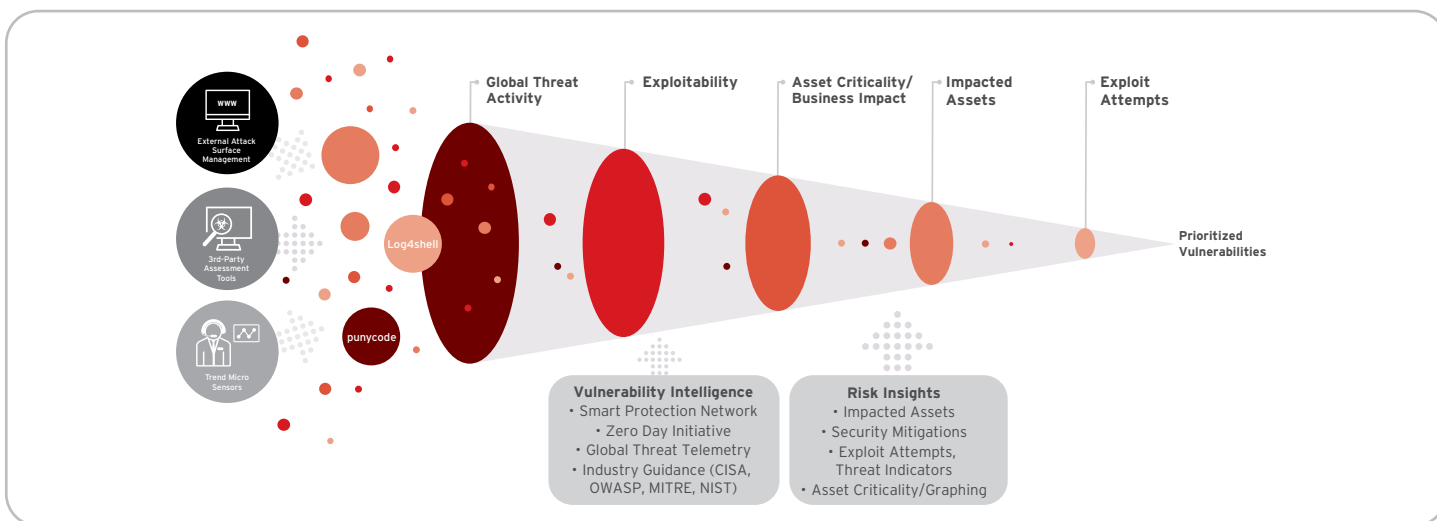 WWW
External Attack
Surface
Management
3rd-Party
Assessment
Tools
Trend Micro
Sensors
Log4shell
punycode
Global Threat
Activity
Exploitability
Asset Criticality/
Business Impact
Impacted
Assets
Exploit
Attempts
Prioritized
Vulnerabilities
Vulnerability Intelligence
• Smart Protection Network
• Zero Day Initiative
• Global Threat Telemetry
• Industry Guidance (CISA,
OWASP, MITRE, NIST)
Risk Insights
• Impacted Assets
• Security Mitigations
• Exploit Attempts,
Threat Indicators
• Asset Criticality/Graphing